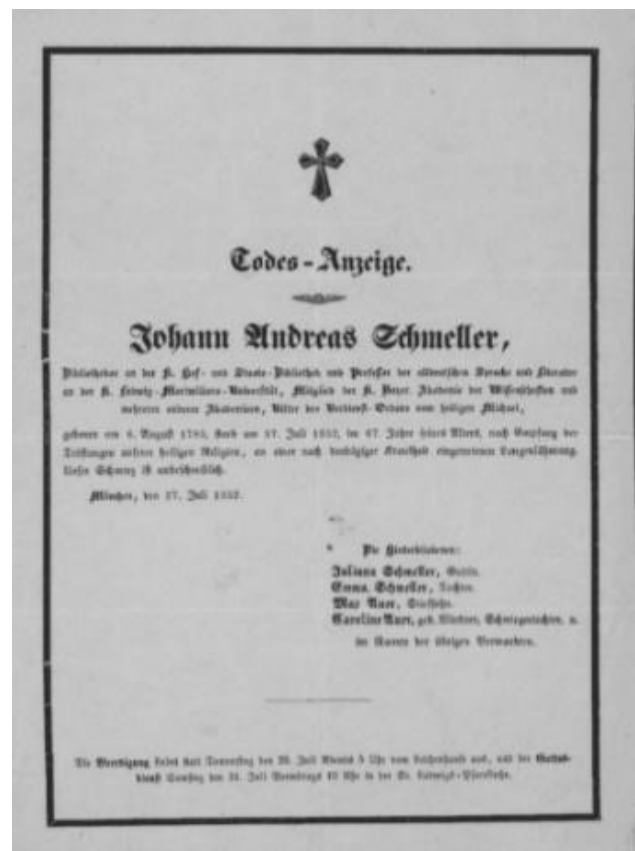 Todes-Anzeige.
Johann Andreas Schmeller,
Bibliothekar an der K. Hof- und Staats-Bibliothek und Professor der altdeutschen Sprache und Literatur
an der K. Ludwig-Maximilians-Universität, Mitglied der K. Bayer. Akademie der Wissenschaften und
mehrerer anderer Akademien, Ritter des Verdienst-Ordens vom heiligen Michael,
geboren am 6. August 1785, starb am 27. Juli 1852, im 67. Jahre seines Alters, nach Empfang der
Tröstungen unserer heiligen Religion, an einer nach Krankheit eingetretenen Lungenlähmung.
Unser Schmerz ist unbeschreiblich.
München, den 27. Juli 1852.
Die Hinterbliebenen:
Juliana Schmeller, Gattin.
Emma Schmeller, Tochter.
Max Auer, Stiefsohn.
Caroline Auer, geb. Schwiegertochter, u.
im Namen der übrigen Verwandten.
Die Beerdigung findet statt Donnerstag den 29. Juli Abends 5 Uhr vom Leichenhause aus, und der Gottes-
dienst Samstag den 31. Juli Vormittags 10 Uhr in der St. Ludwigs-Pfarrkirche.